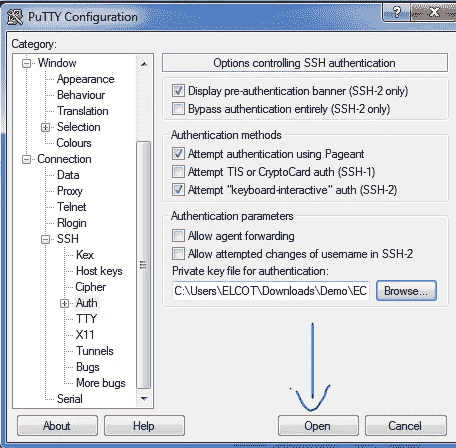 PuTTY Configuration
Category:
Window
Appearance
Behaviour
Translation
Selection
Colours
Connection
Data
Proxy
Telnet
Rlogin
SSH
Kex
Host keys
Cipher
Auth
TTY
X11
Tunnels
Bugs
More bugs
Serial
Options controlling SSH authentication
Display pre-authentication banner (SSH-2 only)
Bypass authentication entirely (SSH-2 only)
Authentication methods
Attempt authentication using Pageant
Attempt TIS or CryptoCard auth (SSH-1)
Attempt "keyboard-interactive" auth (SSH-2)
Authentication parameters
Allow agent forwarding
Allow attempted changes of username in SSH-2
Private key file for authentication:
C:\Users\ELCOT\Downloads\Demo\EC Browse...
About Help Open Cancel